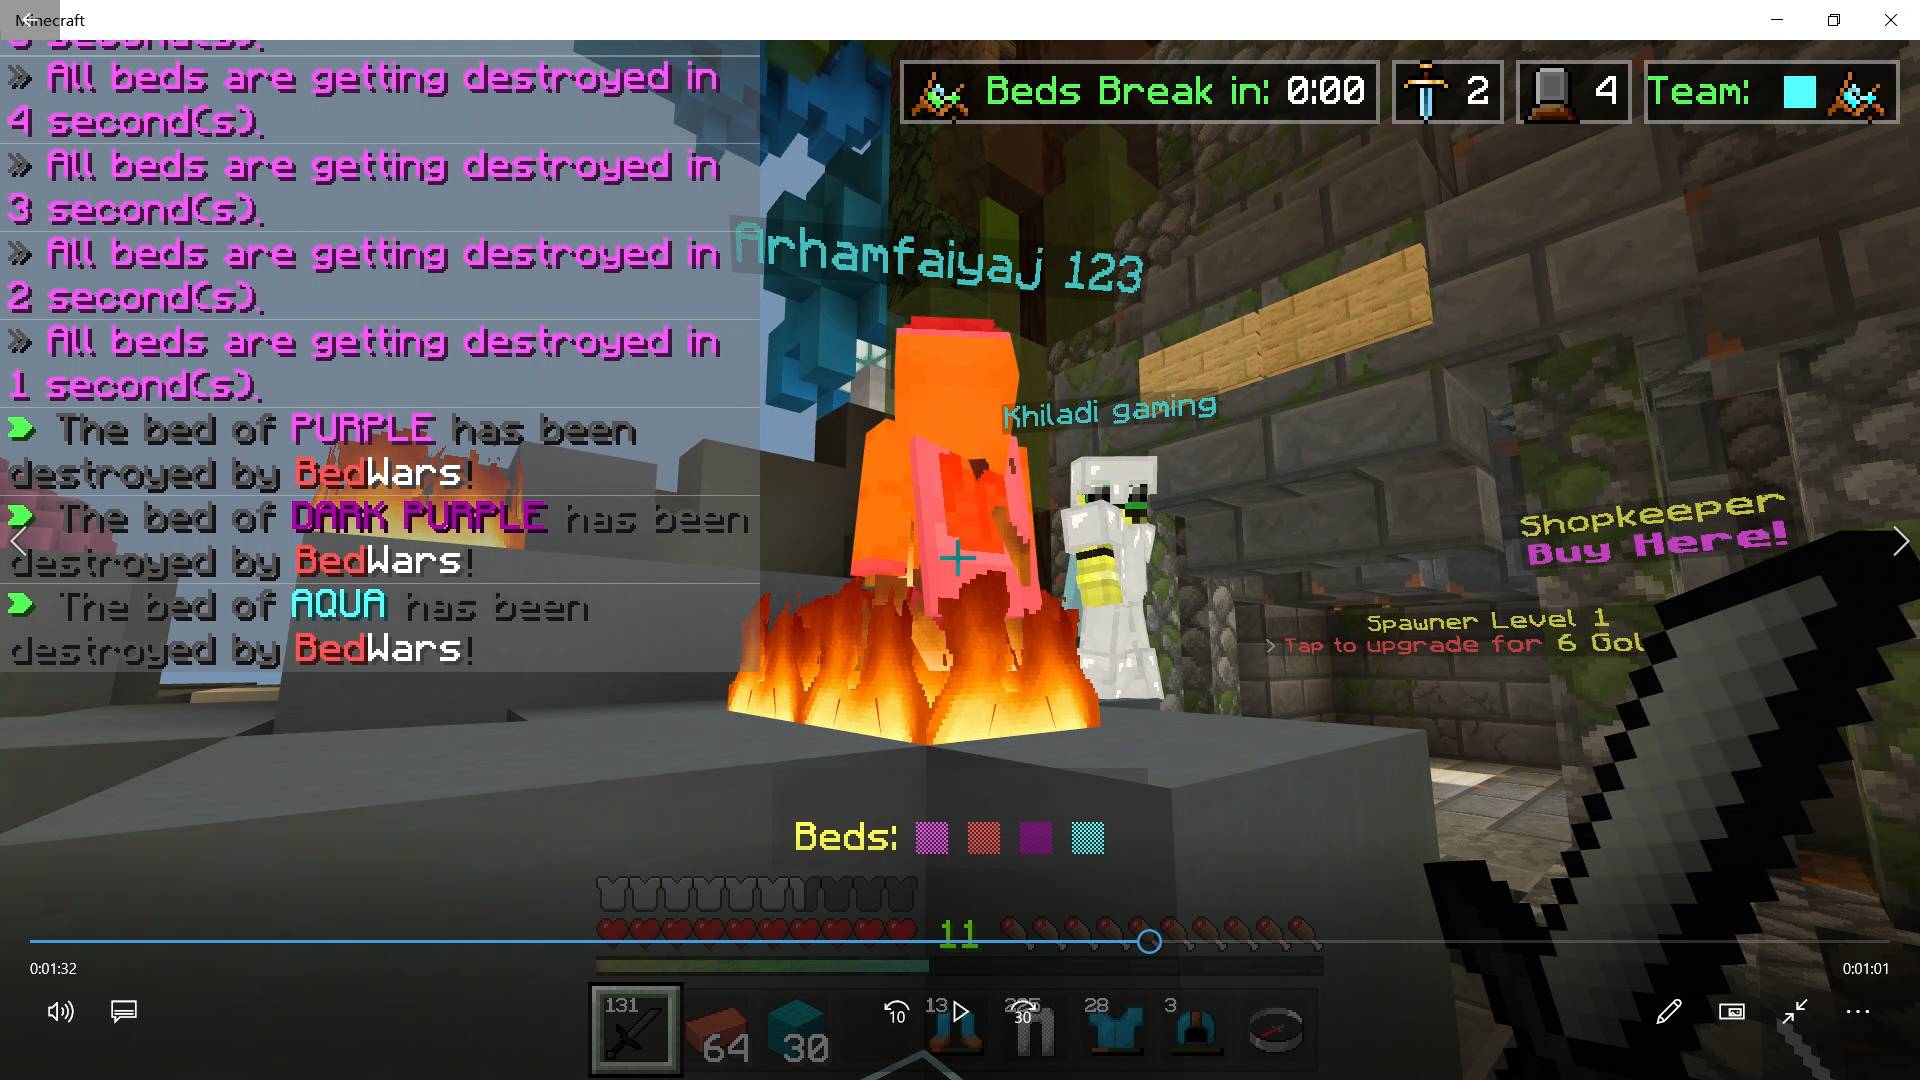 Minecraft
second(s).
» All beds are getting destroyed in
4 second(s).
» All beds are getting destroyed in
3 second(s).
» All beds are getting destroyed in
2 second(s).
» All beds are getting destroyed in
1 second(s).
The bed of PURPLE has been
destroyed by BedWars!
The bed of DARK PURPLE has been
destroyed by BedWars!
The bed of AQUA has been
destroyed by BedWars!
Beds Break in: 0:00
2
4
Team:
Arhamfaiyaj 123
Khiladi gaming
Shopkeeper
Buy Here!
Spawner Level 1
Tap to upgrade for 6 Gol
Beds:
11
0:01:32
0:01:01
131
64
30
10
13
30
28
3